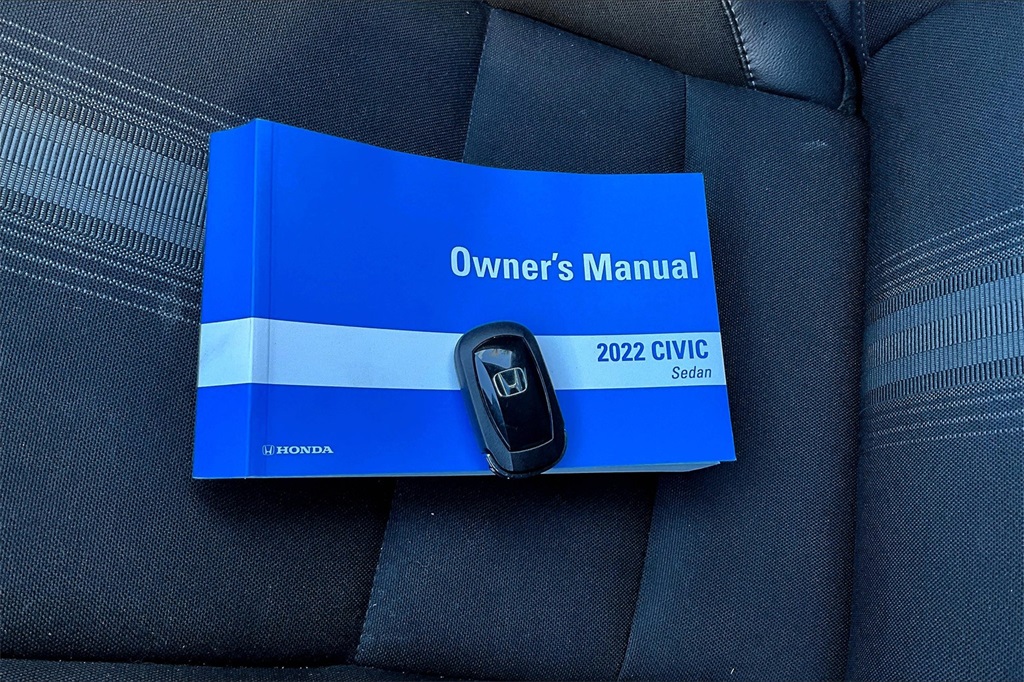 Owner's Manual
2022 CIVIC
Sedan
HONDA